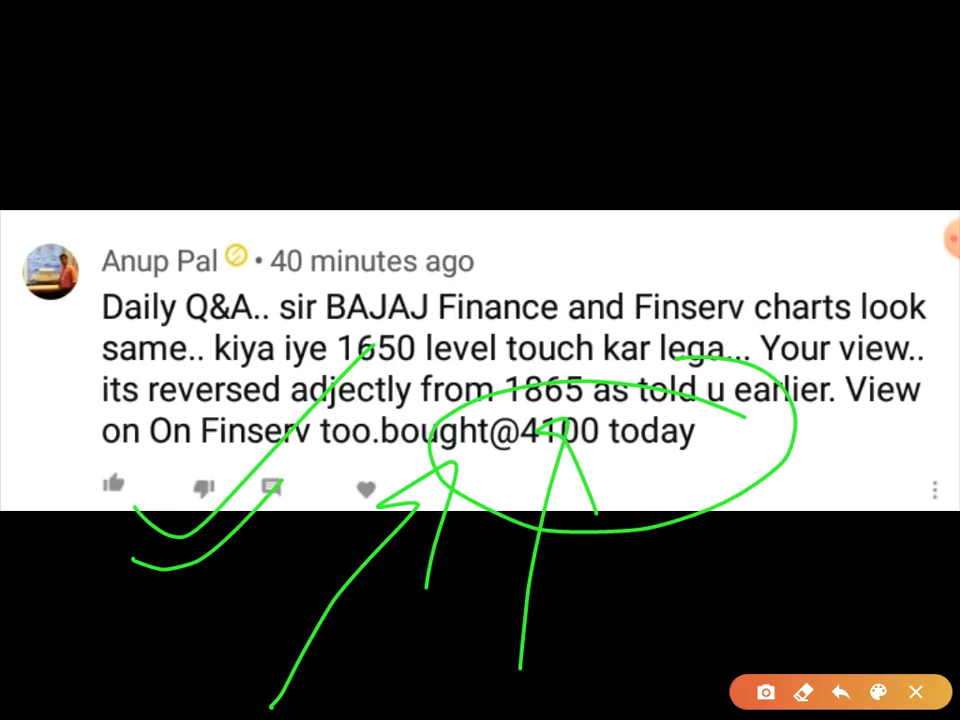 Anup Pal • 40 minutes ago
Daily Q&A.. sir BAJAJ Finance and Finserv charts look
same.. kiya iye 1650 level touch kar lega... Your view..
its reversed adjectly from 1865 as told u earlier. View
on On Finserv too.bought@4100 today